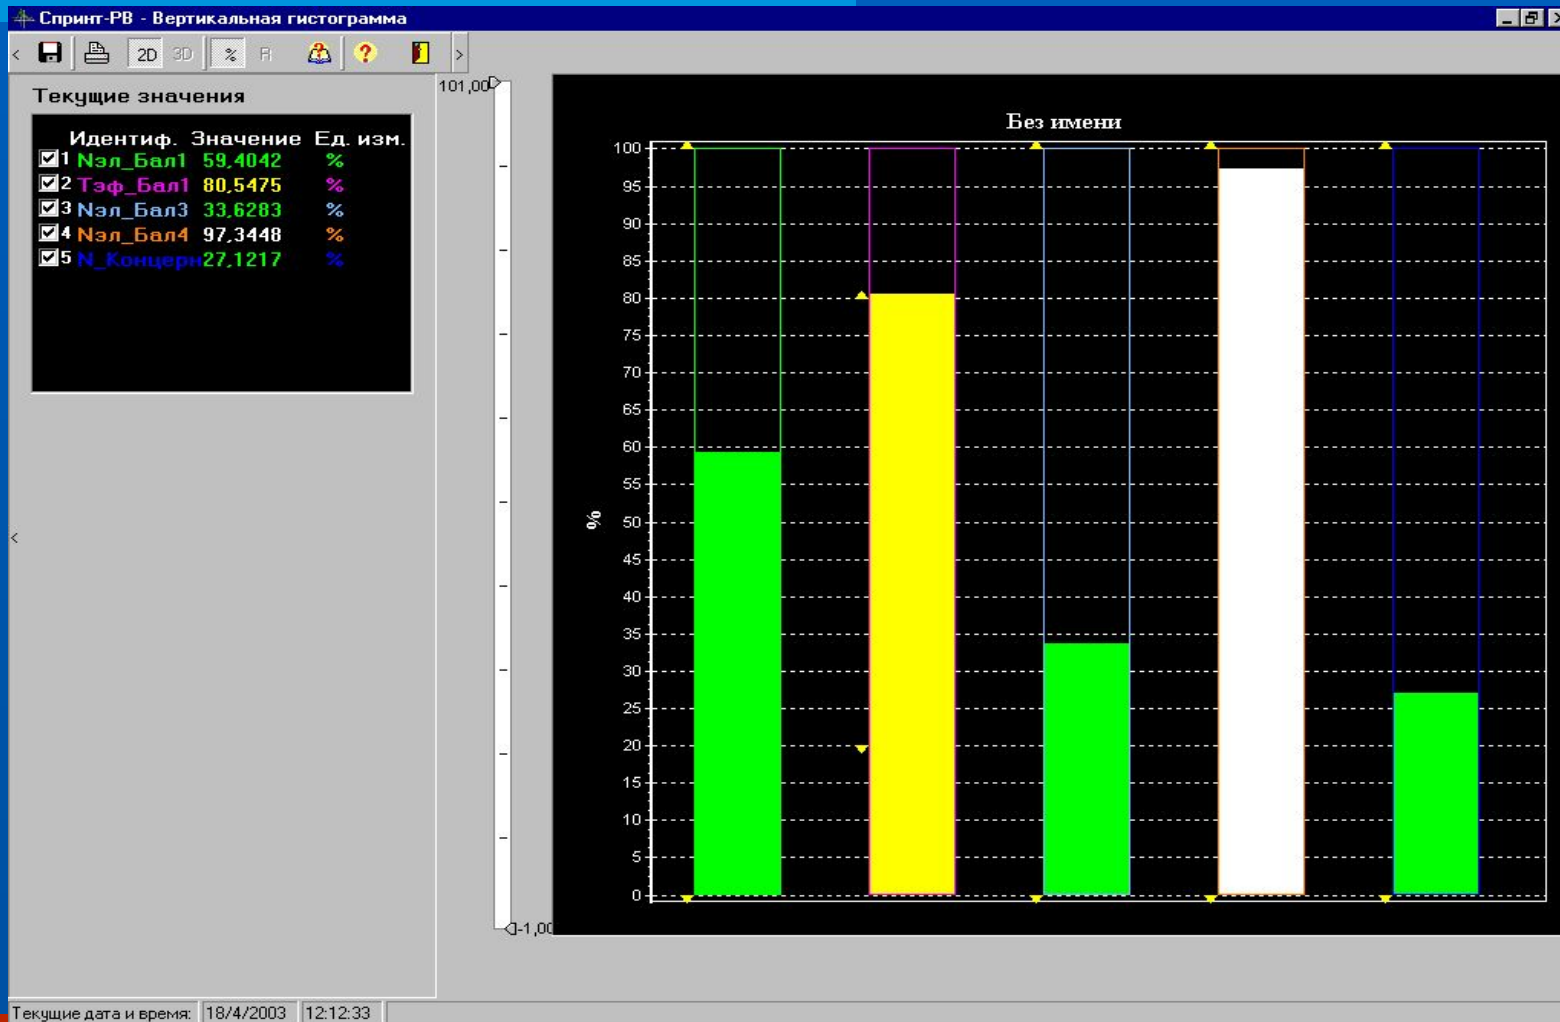 Спринт-РВ - Вертикальная гистограмма
2D 3D % R
Текущие значения
Идентиф. Значение Ед. изм.
1 Nэл_Бал1 59,4042 %
2 Тэф_Бал1 80,5475 %
3 Nэл_Бал3 33,6283 %
4 Nэл_Бал4 97,3448 %
5 N_Концерн 27,1217 %
101,00
-1,00
Без имени
100
95
90
85
80
75
70
65
60
55
50
45
40
35
30
25
20
15
10
5
0
%
Текущие дата и время: 18/4/2003 12:12:33